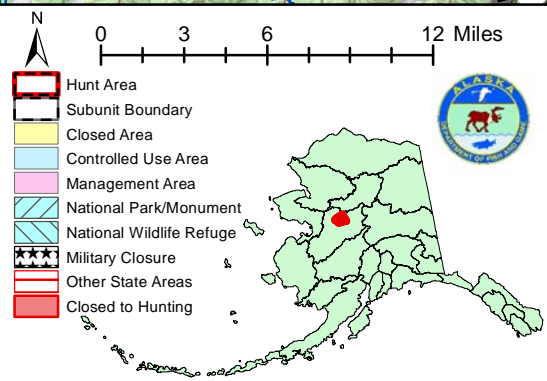 N
0 3 6 12 Miles
Hunt Area
Subunit Boundary
Closed Area
Controlled Use Area
Management Area
National Park/Monument
National Wildlife Refuge
Military Closure
Other State Areas
Closed to Hunting
ALASKA
DEPARTMENT OF FISH AND GAME